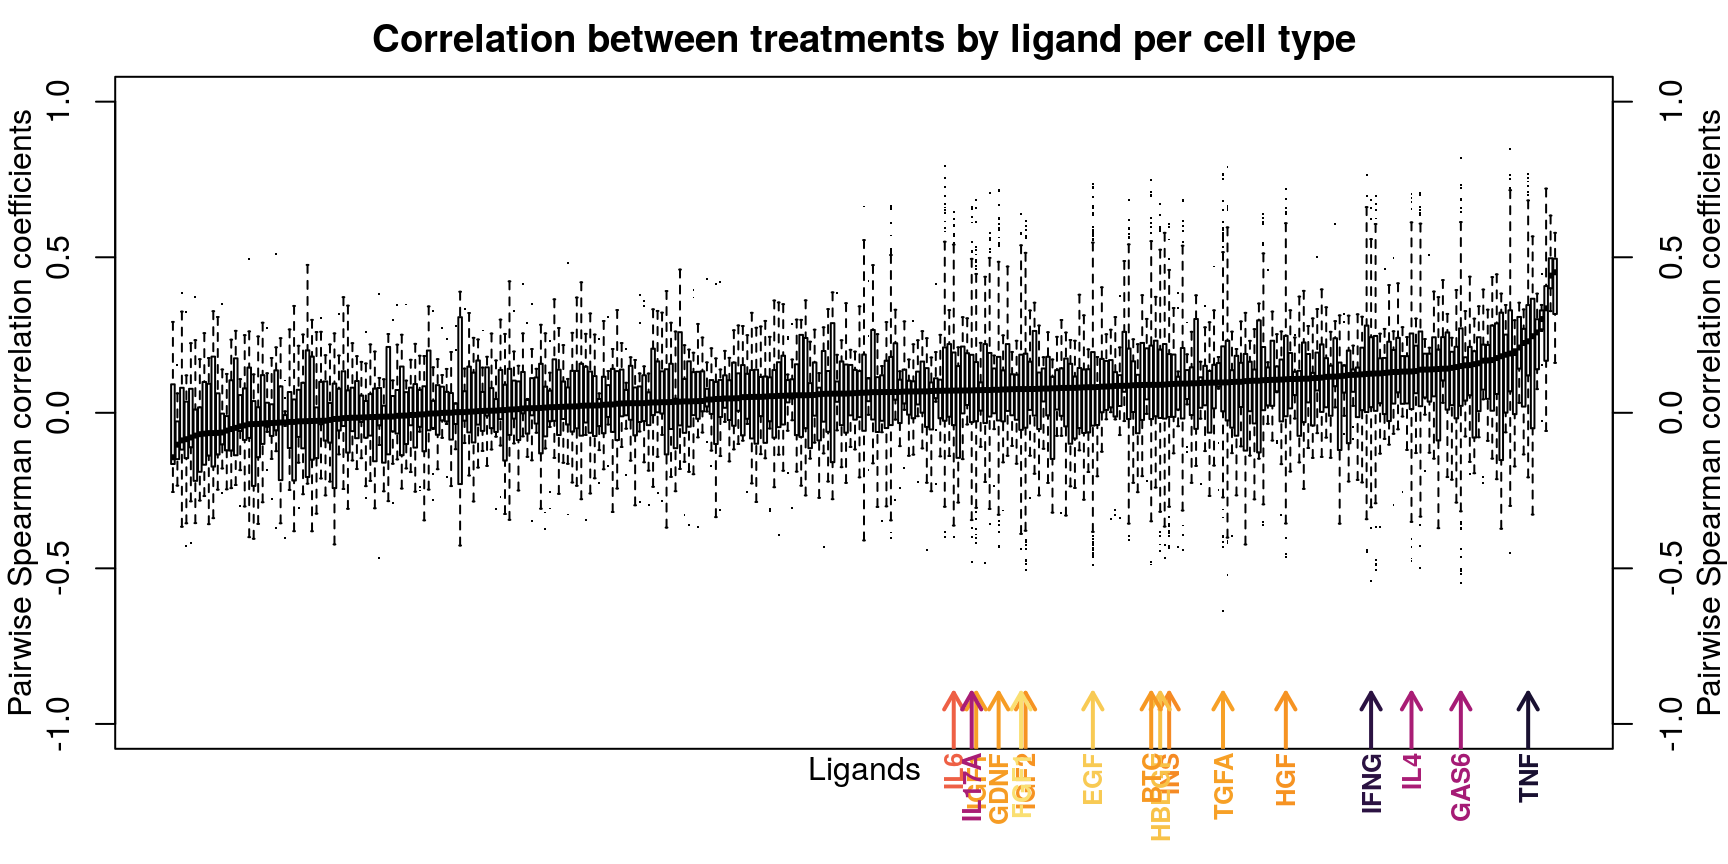 Correlation between treatments by ligand per cell type
Pairwise Spearman correlation coefficients
1.0
0.5
0.0
-0.5
-1.0
1.0
0.5
0.0
-0.5
-1.0
Pairwise Spearman correlation coefficients
Ligands
IL6
IL17A
GDNF
IGF2
EGF
BTC
INS
TGFA
HGF
IFNG
IL4
GAS6
TNF